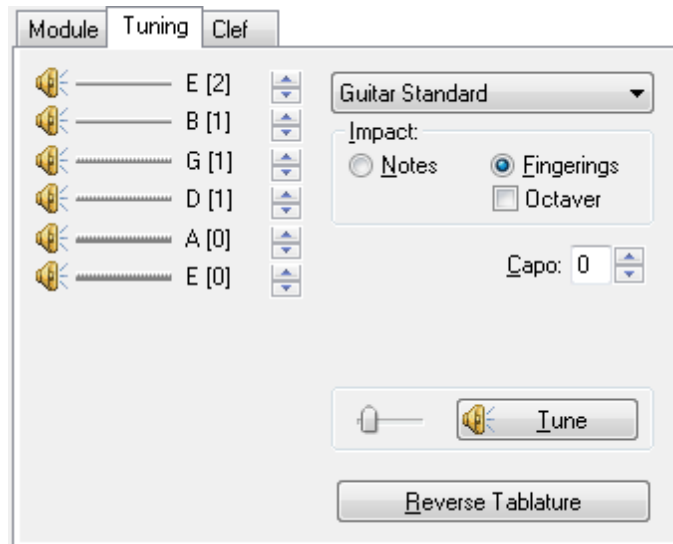 Module Tuning Clef
E [2]
B [1]
G [1]
D [1]
A [0]
E [0]
Guitar Standard
Impact:
Notes Fingerings
Octaver
Capo: 0
Tune
Reverse Tablature